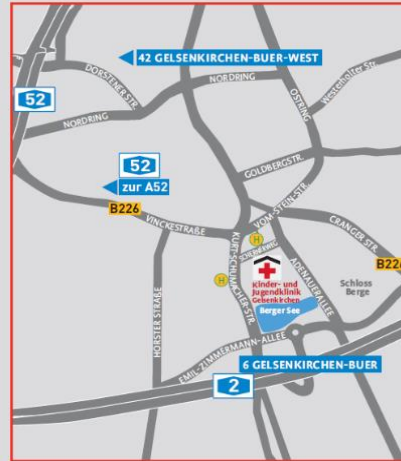 42 GELSENKIRCHEN-BUER-WEST
DORSTENER STR.
NORDRING
OSTRING
Westerholter Str.
52
NORDRING
52
zur A52
GOLDBERGSTR.
B226
VINCKESTRAßE
VOM-STEIN-STR.
CRANGER STR.
H
SCHERNERWEG
KURT-SCHUMACHER-STR.
ADENAUERALLEE
B226
H
Kinder- und
Jugendklinik
Gelsenkirchen
Schloss
Berge
Berger See
HORSTER STRAßE
EMIL-ZIMMERMANN-ALLEE
6 GELSENKIRCHEN-BUER
2